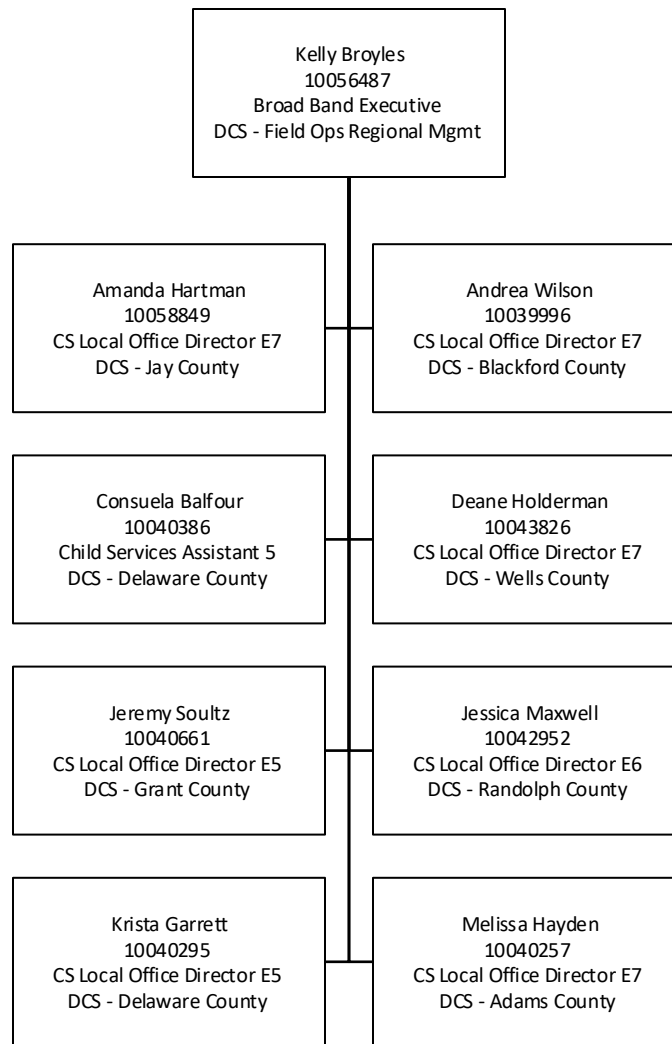 Kelly Broyles
10056487
Broad Band Executive
DCS - Field Ops Regional Mgmt
Amanda Hartman
10058849
CS Local Office Director E7
DCS - Jay County
Andrea Wilson
10039996
CS Local Office Director E7
DCS - Blackford County
Consuela Balfour
10040386
Child Services Assistant 5
DCS - Delaware County
Deane Holderman
10043826
CS Local Office Director E7
DCS - Wells County
Jeremy Soultz
10040661
CS Local Office Director E5
DCS - Grant County
Jessica Maxwell
10042952
CS Local Office Director E6
DCS - Randolph County
Krista Garrett
10040295
CS Local Office Director E5
DCS - Delaware County
Melissa Hayden
10040257
CS Local Office Director E7
DCS - Adams County